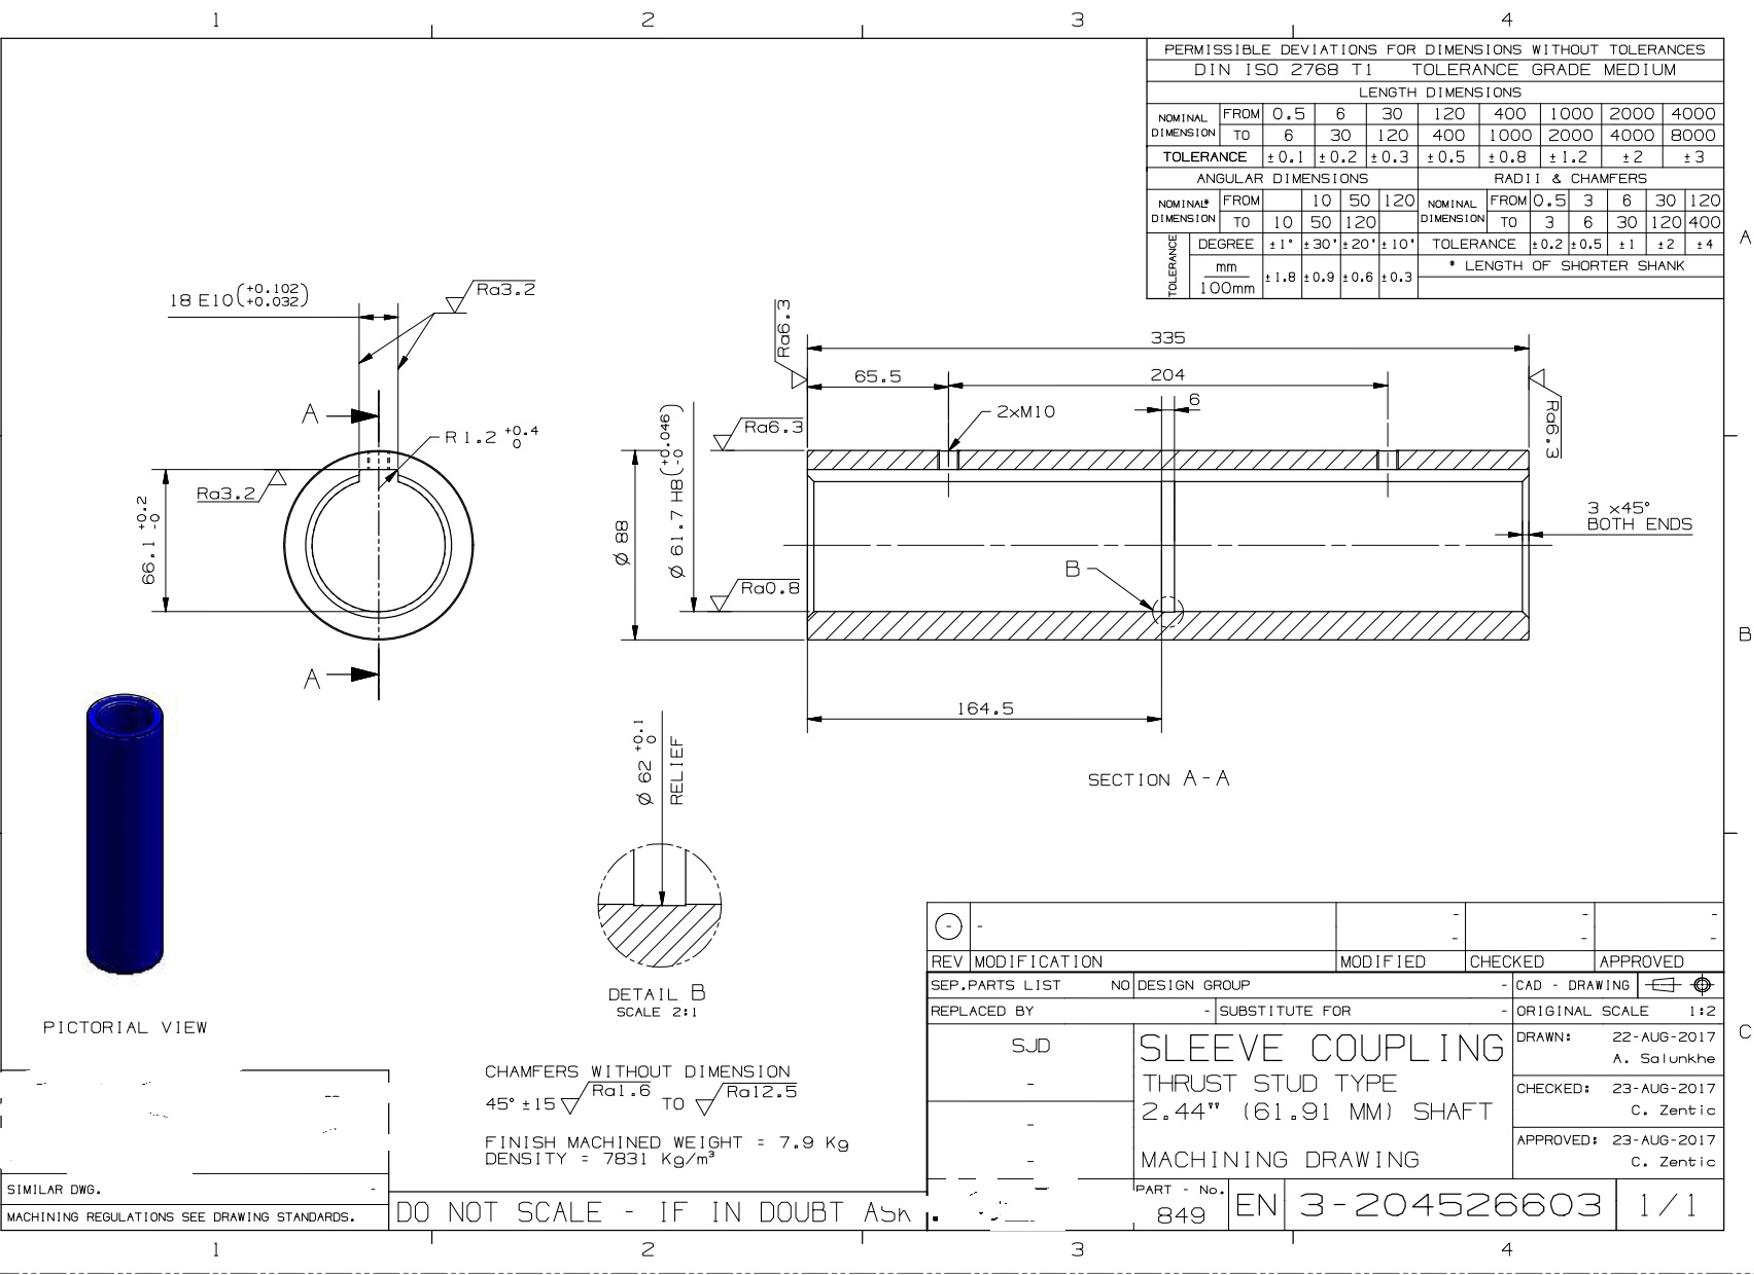 1 2 3 4
PERMISSIBLE DEVIATIONS FOR DIMENSIONS WITHOUT TOLERANCES
DIN ISO 2768 T1 TOLERANCE GRADE MEDIUM
LENGTH DIMENSIONS
NOMINAL DIMENSION FROM 0.5 6 30 120 400 1000 2000 4000
TO 6 30 120 400 1000 2000 4000 8000
TOLERANCE ±0.1 ±0.2 ±0.3 ±0.5 ±0.8 ±1.2 ±2 ±3
ANGULAR DIMENSIONS RADII & CHAMFERS
NOMINAL* DIMENSION FROM 10 50 120 NOMINAL DIMENSION FROM 0.5 3 6 30 120
TO 10 50 120 TO 3 6 30 120 400
TOLERANCE DEGREE ±1° ±30' ±20' ±10' TOLERANCE ±0.2 ±0.5 ±1 ±2 ±4
mm
100mm ±1.8 ±0.9 ±0.6 ±0.3
* LENGTH OF SHORTER SHANK
A
18 E10(+0.102 +0.032)
Ra3.2
A
R1.2 +0.4 0
Ra3.2
66.1 +0.2 -0
A
Ra6.3
335
65.5
204
6
2xM10
Ra6.3
Ra6.3
Ø 88
Ø 61.7 H8(+0.046 -0)
Ra0.8
B
3 x45°
BOTH ENDS
164.5
SECTION A-A
B
Ø 62 +0.1 0
RELIEF
DETAIL B
SCALE 2:1
PICTORIAL VIEW
CHAMFERS WITHOUT DIMENSION
45° ±15 Ra1.6 TO Ra12.5
FINISH MACHINED WEIGHT = 7.9 Kg
DENSITY = 7831 Kg/m³
SIMILAR DWG. -
MACHINING REGULATIONS SEE DRAWING STANDARDS.
DO NOT SCALE - IF IN DOUBT ASK
- -
REV MODIFICATION MODIFIED CHECKED APPROVED
SEP.PARTS LIST NO DESIGN GROUP - CAD - DRAWING
REPLACED BY - SUBSTITUTE FOR - ORIGINAL SCALE 1:2
SJD
-
-
-
SLEEVE COUPLING
THRUST STUD TYPE
2.44" (61.91 MM) SHAFT
MACHINING DRAWING
DRAWN: 22-AUG-2017
A. Salunkhe
CHECKED: 23-AUG-2017
C. Zentic
APPROVED: 23-AUG-2017
C. Zentic
C
PART - No.
849
EN 3-204526603 1/1
1 2 3 4